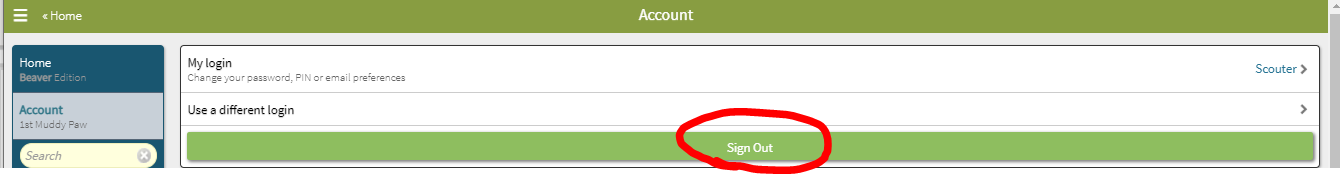 « Home
Account
Home
Beaver Edition
Account
1st Muddy Paw
Search
My login
Change your password, PIN or email preferences
Scouter
Use a different login
Sign Out